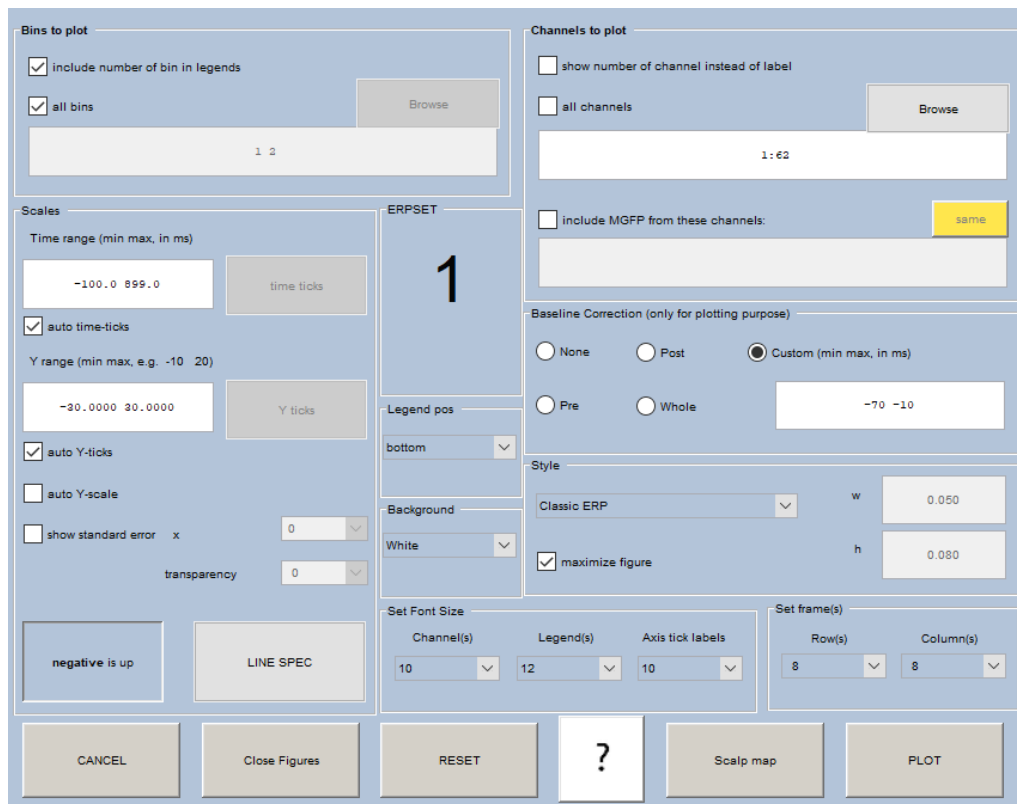 Bins to plot
include number of bin in legends
all bins
Browse
1 2
Channels to plot
show number of channel instead of label
all channels
Browse
1:62
include MGFP from these channels:
same
Scales
Time range (min max, in ms)
-100.0 899.0
time ticks
auto time-ticks
Y range (min max, e.g. -10 20)
-30.0000 30.0000
Y ticks
auto Y-ticks
auto Y-scale
show standard error x
0
transparency
0
negative is up
LINE SPEC
ERPSET
1
Legend pos
bottom
Background
White
Baseline Correction (only for plotting purpose)
None
Post
Custom (min max, in ms)
Pre
Whole
-70 -10
Style
Classic ERP
w
0.050
maximize figure
h
0.080
Set Font Size
Channel(s)
Legend(s)
Axis tick labels
10
12
10
Set frame(s)
Row(s)
Column(s)
8
8
CANCEL
Close Figures
RESET
?
Scalp map
PLOT